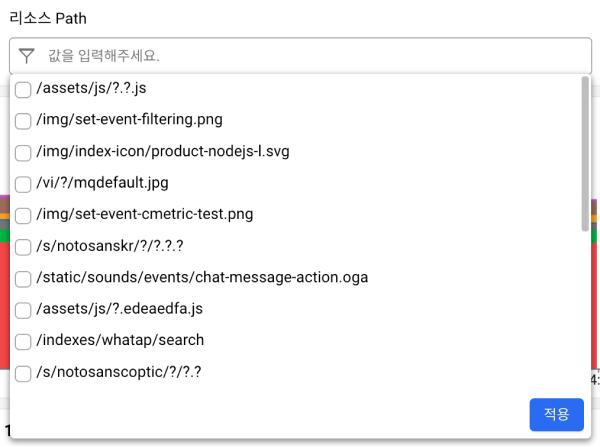 리소스 Path
값을 입력해주세요.
/assets/js/?.?.js
/img/set-event-filtering.png
/img/index-icon/product-nodejs-l.svg
/vi/?/mqdefault.jpg
/img/set-event-cmetric-test.png
/s/notosanskr/?/?.?.?
/static/sounds/events/chat-message-action.oga
/assets/js/?.edeaedfa.js
/indexes/whatap/search
/s/notosanscoptic/?/?.?
4:
적용
1